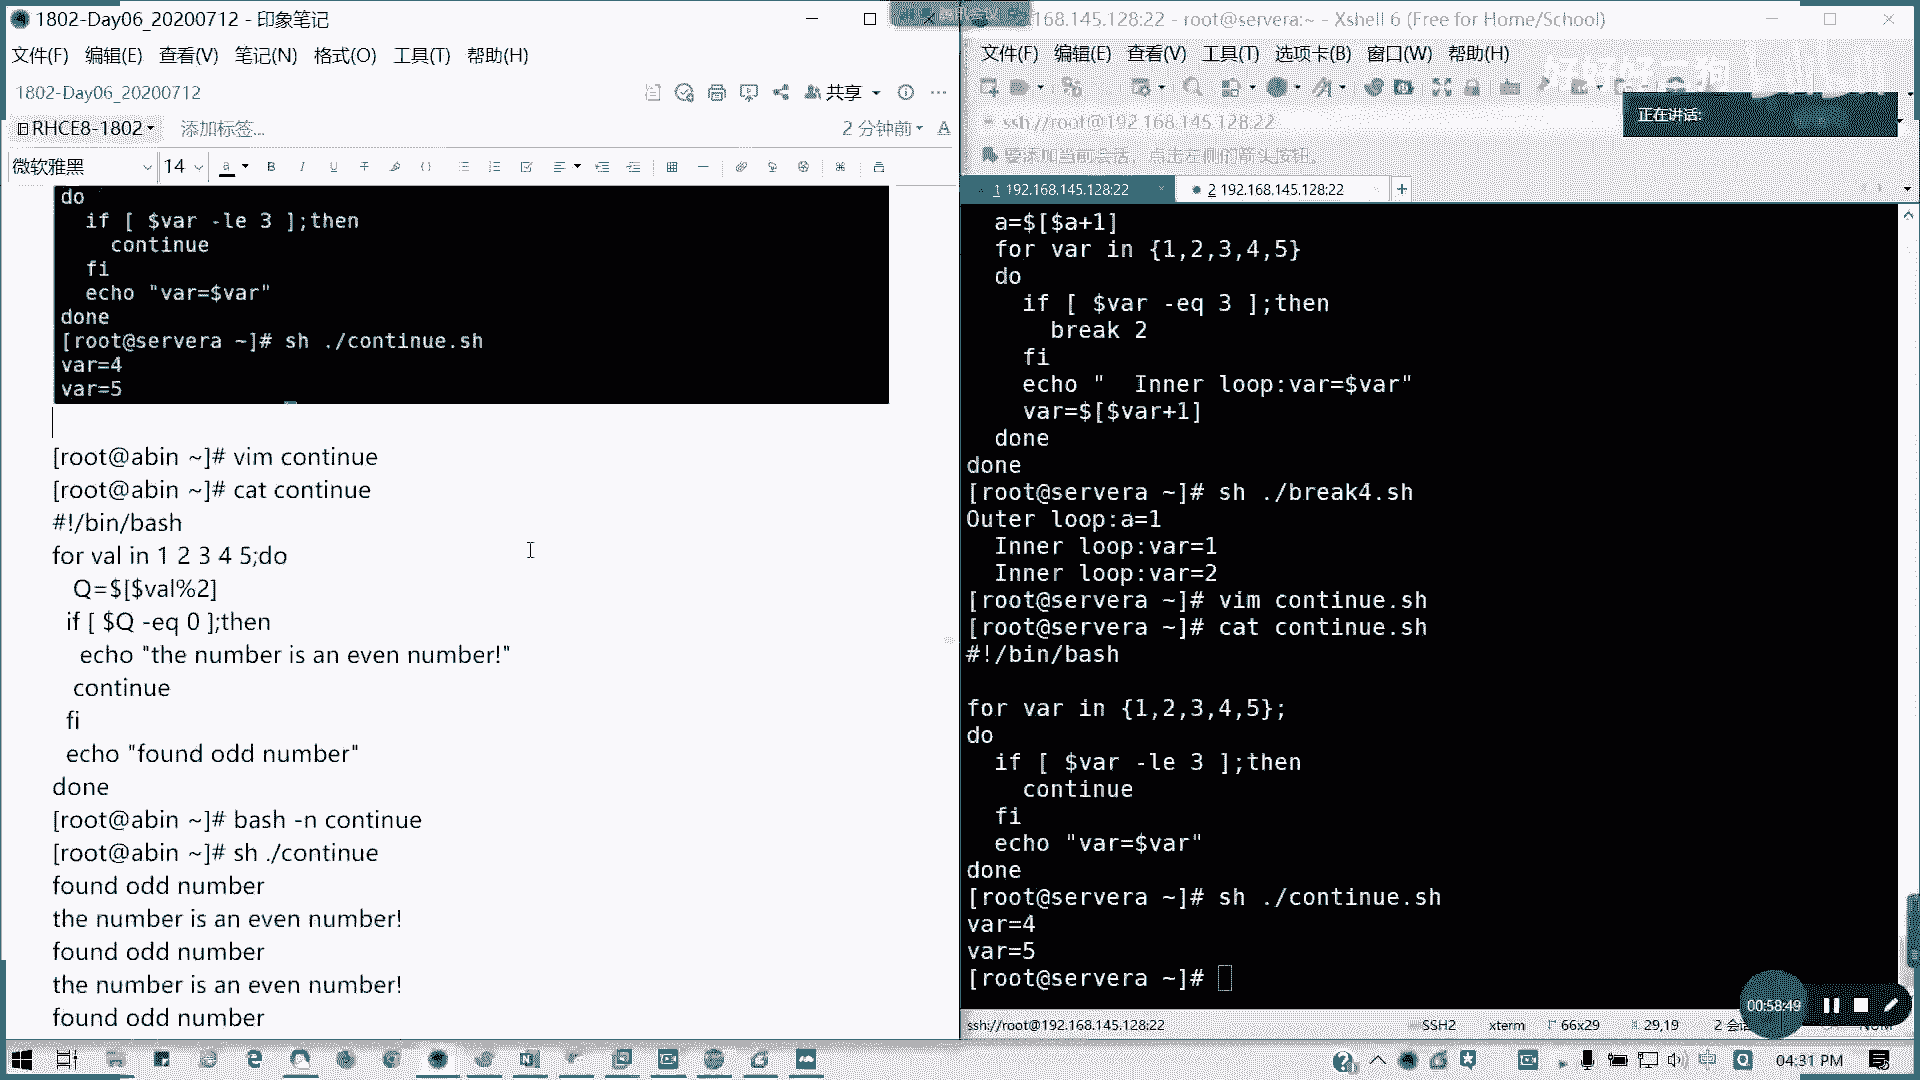 1802-Day06_20200712 - 印象笔记
文件(F) 编辑(E) 查看(V) 笔记(N) 格式(O) 工具(T) 帮助(H)
1802-Day06_20200712
共享
RHCE8-1802
添加标签...
2 分钟前
微软雅黑 14
do
if [ $var -le 3 ];then
continue
fi
echo "var=$var"
done
[root@servera ~]# sh ./continue.sh
var=4
var=5
[root@abin ~]# vim continue
[root@abin ~]# cat continue
#!/bin/bash
for val in 1 2 3 4 5;do
Q=$[$val%2]
if [ $Q -eq 0 ];then
echo "the number is an even number!"
continue
fi
echo "found odd number"
done
[root@abin ~]# bash -n continue
[root@abin ~]# sh ./continue
found odd number
the number is an even number!
found odd number
the number is an even number!
found odd number
168.145.128:22 - root@servera:~ - Xshell 6 (Free for Home/School)
文件(F) 编辑(E) 查看(V) 工具(T) 选项卡(B) 窗口(W) 帮助(H)
ssh://root@192.168.145.128:22
正在讲话:
要添加当前会话，点击左侧的箭头按钮。
1 192.168.145.128:22
2 192.168.145.128:22
a=$[$a+1]
for var in {1,2,3,4,5}
do
if [ $var -eq 3 ];then
break 2
fi
echo "  Inner loop:var=$var"
var=$[$var+1]
done
done
[root@servera ~]# sh ./break4.sh
Outer loop:a=1
Inner loop:var=1
Inner loop:var=2
[root@servera ~]# vim continue.sh
[root@servera ~]# cat continue.sh
#!/bin/bash
for var in {1,2,3,4,5};
do
if [ $var -le 3 ];then
continue
fi
echo "var=$var"
done
[root@servera ~]# sh ./continue.sh
var=4
var=5
[root@servera ~]#
00:58:49
ssh://root@192.168.145.128:22 SSH2 xterm 66x29 29,19
04:31 PM